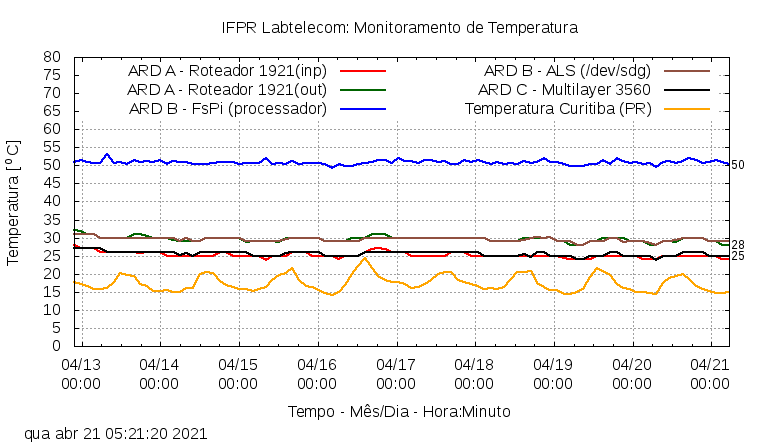 IFPR Labtelecom: Monitoramento de Temperatura
80
75
70
65
60
55
50
45
40
35
30
25
20
15
10
5
0
Temperatura [ºC]
ARD A - Roteador 1921(inp)
ARD A - Roteador 1921(out)
ARD B - FsPi (processador)
ARD B - ALS (/dev/sdg)
ARD C - Multilayer 3560
Temperatura Curitiba (PR)
50
28
25
04/13 04/14 04/15 04/16 04/17 04/18 04/19 04/20 04/21
00:00 00:00 00:00 00:00 00:00 00:00 00:00 00:00 00:00
Tempo - Mês/Dia - Hora:Minuto
qua abr 21 05:21:20 2021